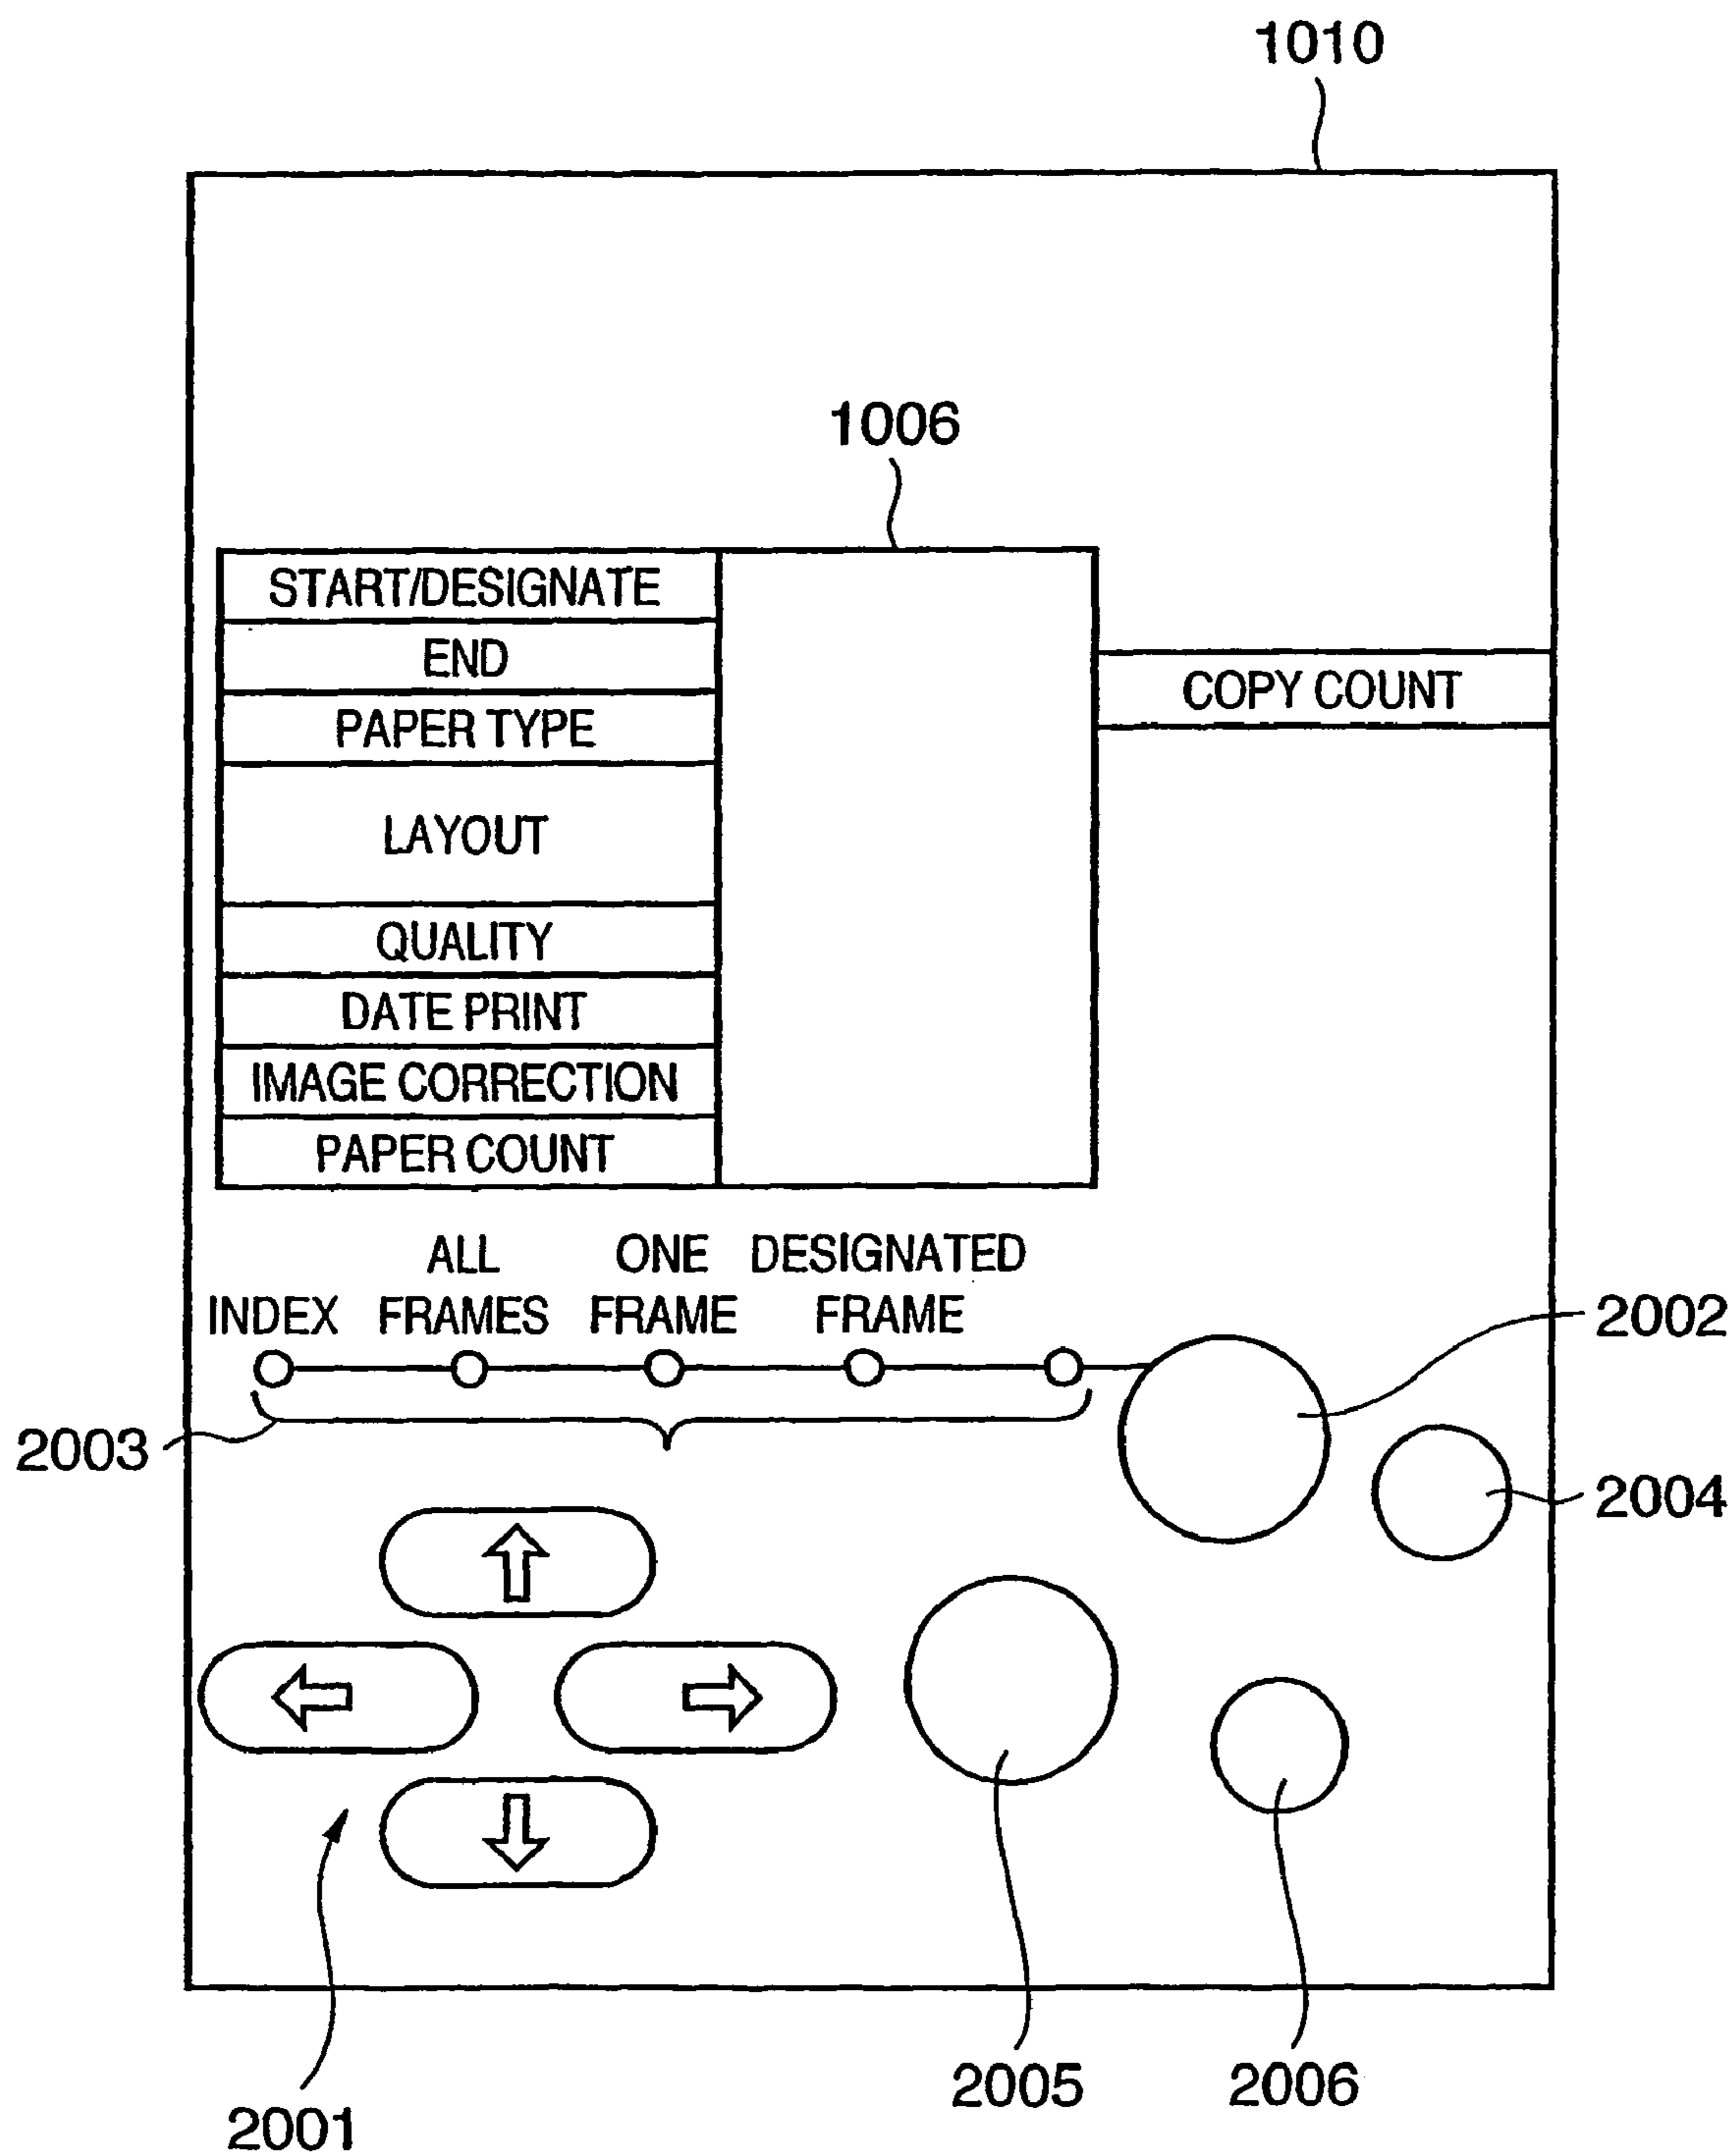 1010
1006
START/DESIGNATE
END
COPY COUNT
PAPER TYPE
LAYOUT
QUALITY
DATE PRINT
IMAGE CORRECTION
PAPER COUNT
ALL ONE DESIGNATED
INDEX FRAMES FRAME FRAME
2002
2003
2004
2005 2006
2001